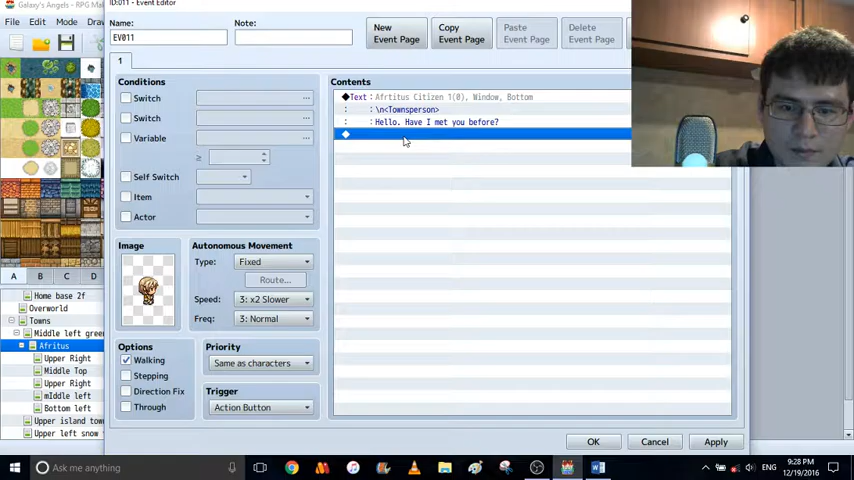 Galaxy's Angels - RPG Ma
ID:011 - Event Editor
File Edit Mode
Name:
Note:
EV011
New
Event Page
Copy
Event Page
Paste
Event Page
Delete
Event Page
1
Conditions
Contents
Switch
...
Switch
...
Variable
...
≥
Self Switch
Item
Actor
◆Text : Afrtitus Citizen 1(0), Window, Bottom
: :\n<Townsperson>
: :Hello. Have I met you before?
◆
Image
Autonomous Movement
Type: Fixed
Route...
Speed: 3: x2 Slower
Freq: 3: Normal
A B C D
Home base 2f
Overworld
Towns
Middle left gree
Afritus
Upper Right
Middle Top
Upper Right
mIddle left
Bottom left
Upper island tow
Upper left snow
Options
Walking
Stepping
Direction Fix
Through
Priority
Same as characters
Trigger
Action Button
OK
Cancel
Apply
Ask me anything
ENG
9:28 PM
12/19/2016